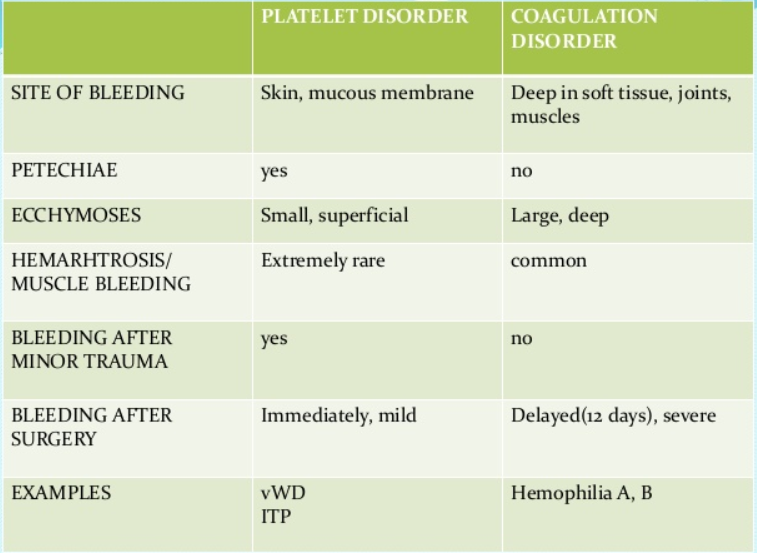 PLATELET DISORDER
COAGULATION
DISORDER
SITE OF BLEEDING
Skin, mucous membrane
Deep in soft tissue, joints,
muscles
PETECHIAE
yes
no
ECCHYMOSES
Small, superficial
Large, deep
HEMARHTROSIS/
MUSCLE BLEEDING
Extremely rare
common
BLEEDING AFTER
MINOR TRAUMA
yes
no
BLEEDING AFTER
SURGERY
Immediately, mild
Delayed(12 days), severe
EXAMPLES
vWD
ITP
Hemophilia A, B